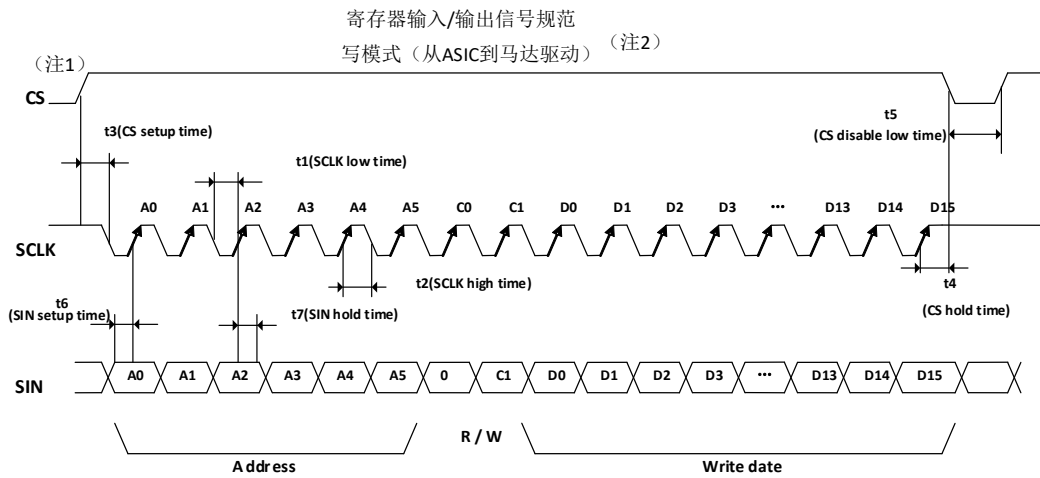 寄存器输入/输出信号规范
写模式（从ASIC到马达驱动）（注2）
（注1）
CS
t5
(CS disable low time)
t3(CS setup time)
t1(SCLK low time)
A0 A1 A2 A3 A4 A5 C0 C1 D0 D1 D2 D3 ... D13 D14 D15
SCLK
t2(SCLK high time)
t4
(CS hold time)
t6
(SIN setup time)
t7(SIN hold time)
SIN
A0 A1 A2 A3 A4 A5 0 C1 D0 D1 D2 D3 ... D13 D14 D15
R / W
Address
Write date